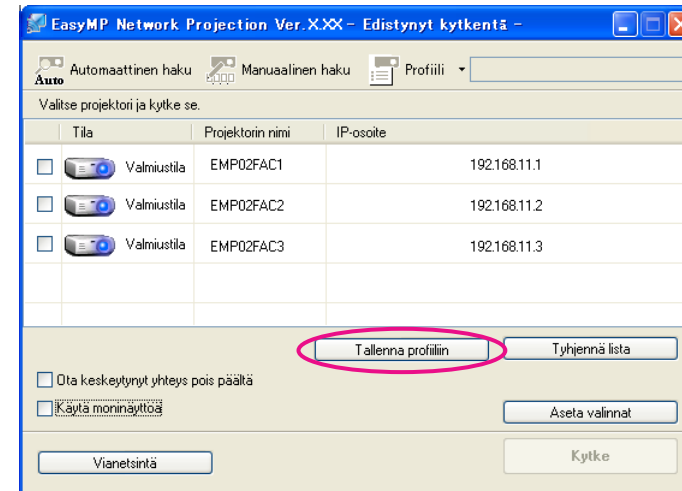 EasyMP Network Projection Ver.X.XX – Edistynyt kytkentä –
Auto Automaattinen haku Manuaalinen haku Profiili
Valitse projektori ja kytke se.
Tila Projektorin nimi IP-osoite
Valmiustila EMP02FAC1 192.168.11.1
Valmiustila EMP02FAC2 192.168.11.2
Valmiustila EMP02FAC3 192.168.11.3
Tallenna profiiliin Tyhjennä lista
Ota keskeytynyt yhteys pois päältä
Käytä moninäyttöä
Aseta valinnat
Vianetsintä Kytke